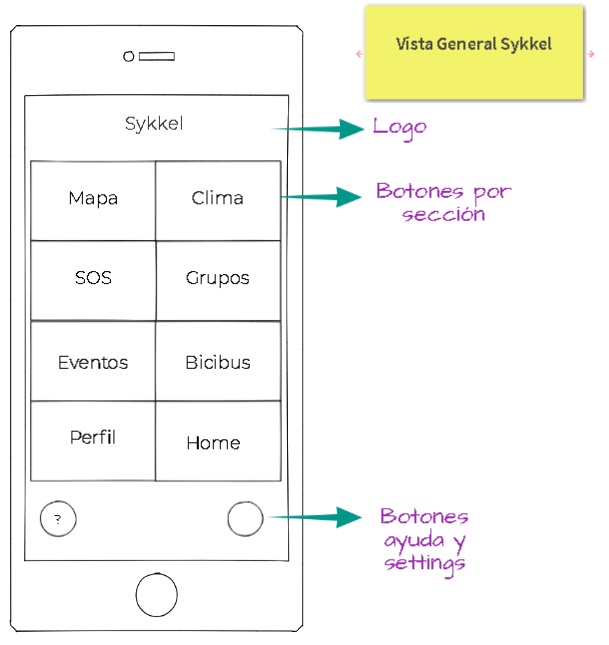 Vista General Sykkel
Sykkel
Logo
Mapa
Clima
Botones por
sección
SOS
Grupos
Eventos
Bicibus
Perfil
Home
?
Botones
ayuda y
settings